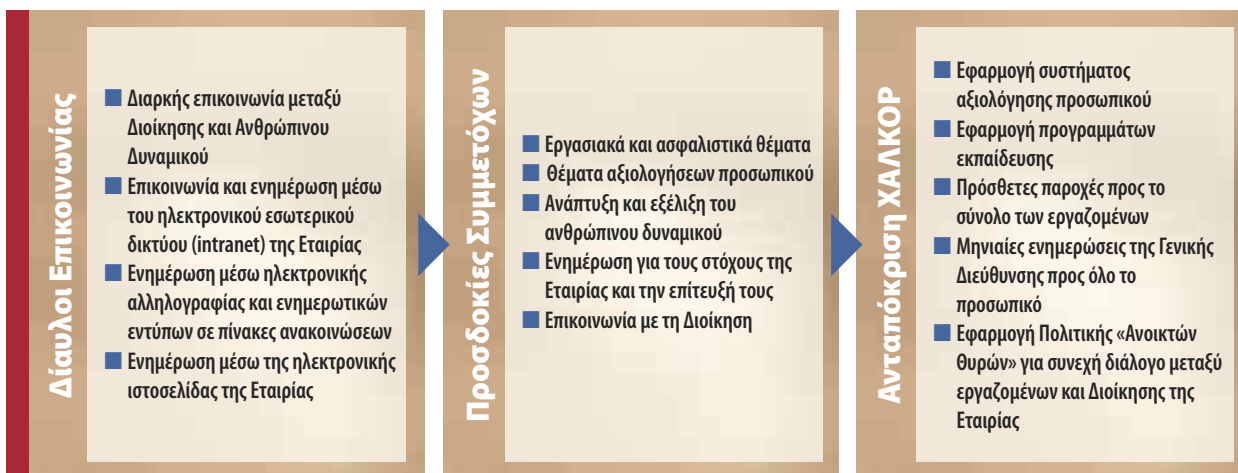 Δίαυλοι Επικοινωνίας
■ Διαρκής επικοινωνία μεταξύ
Διοίκησης και Ανθρώπινου
Δυναμικού
■ Επικοινωνία και ενημέρωση μέσω
του ηλεκτρονικού εσωτερικού
δικτύου (intranet) της Εταιρίας
■ Ενημέρωση μέσω ηλεκτρονικής
αλληλογραφίας και ενημερωτικών
εντύπων σε πίνακες ανακοινώσεων
■ Ενημέρωση μέσω της ηλεκτρονικής
ιστοσελίδας της Εταιρίας
Προσδοκίες Συμμετόχων
■ Εργασιακά και ασφαλιστικά θέματα
■ Θέματα αξιολογήσεων προσωπικού
■ Ανάπτυξη και εξέλιξη του
ανθρώπινου δυναμικού
■ Ενημέρωση για τους στόχους της
Εταιρίας και την επίτευξή τους
■ Επικοινωνία με τη Διοίκηση
Ανταπόκριση ΧΑΛΚΟΡ
■ Εφαρμογή συστήματος
αξιολόγησης προσωπικού
■ Εφαρμογή προγραμμάτων
εκπαίδευσης
■ Πρόσθετες παροχές προς το
σύνολο των εργαζομένων
■ Μηνιαίες ενημερώσεις της Γενικής
Διεύθυνσης προς όλο το
προσωπικό
■ Εφαρμογή Πολιτικής «Ανοικτών
Θυρών» για συνεχή διάλογο μεταξύ
εργαζομένων και Διοίκησης της
Εταιρίας